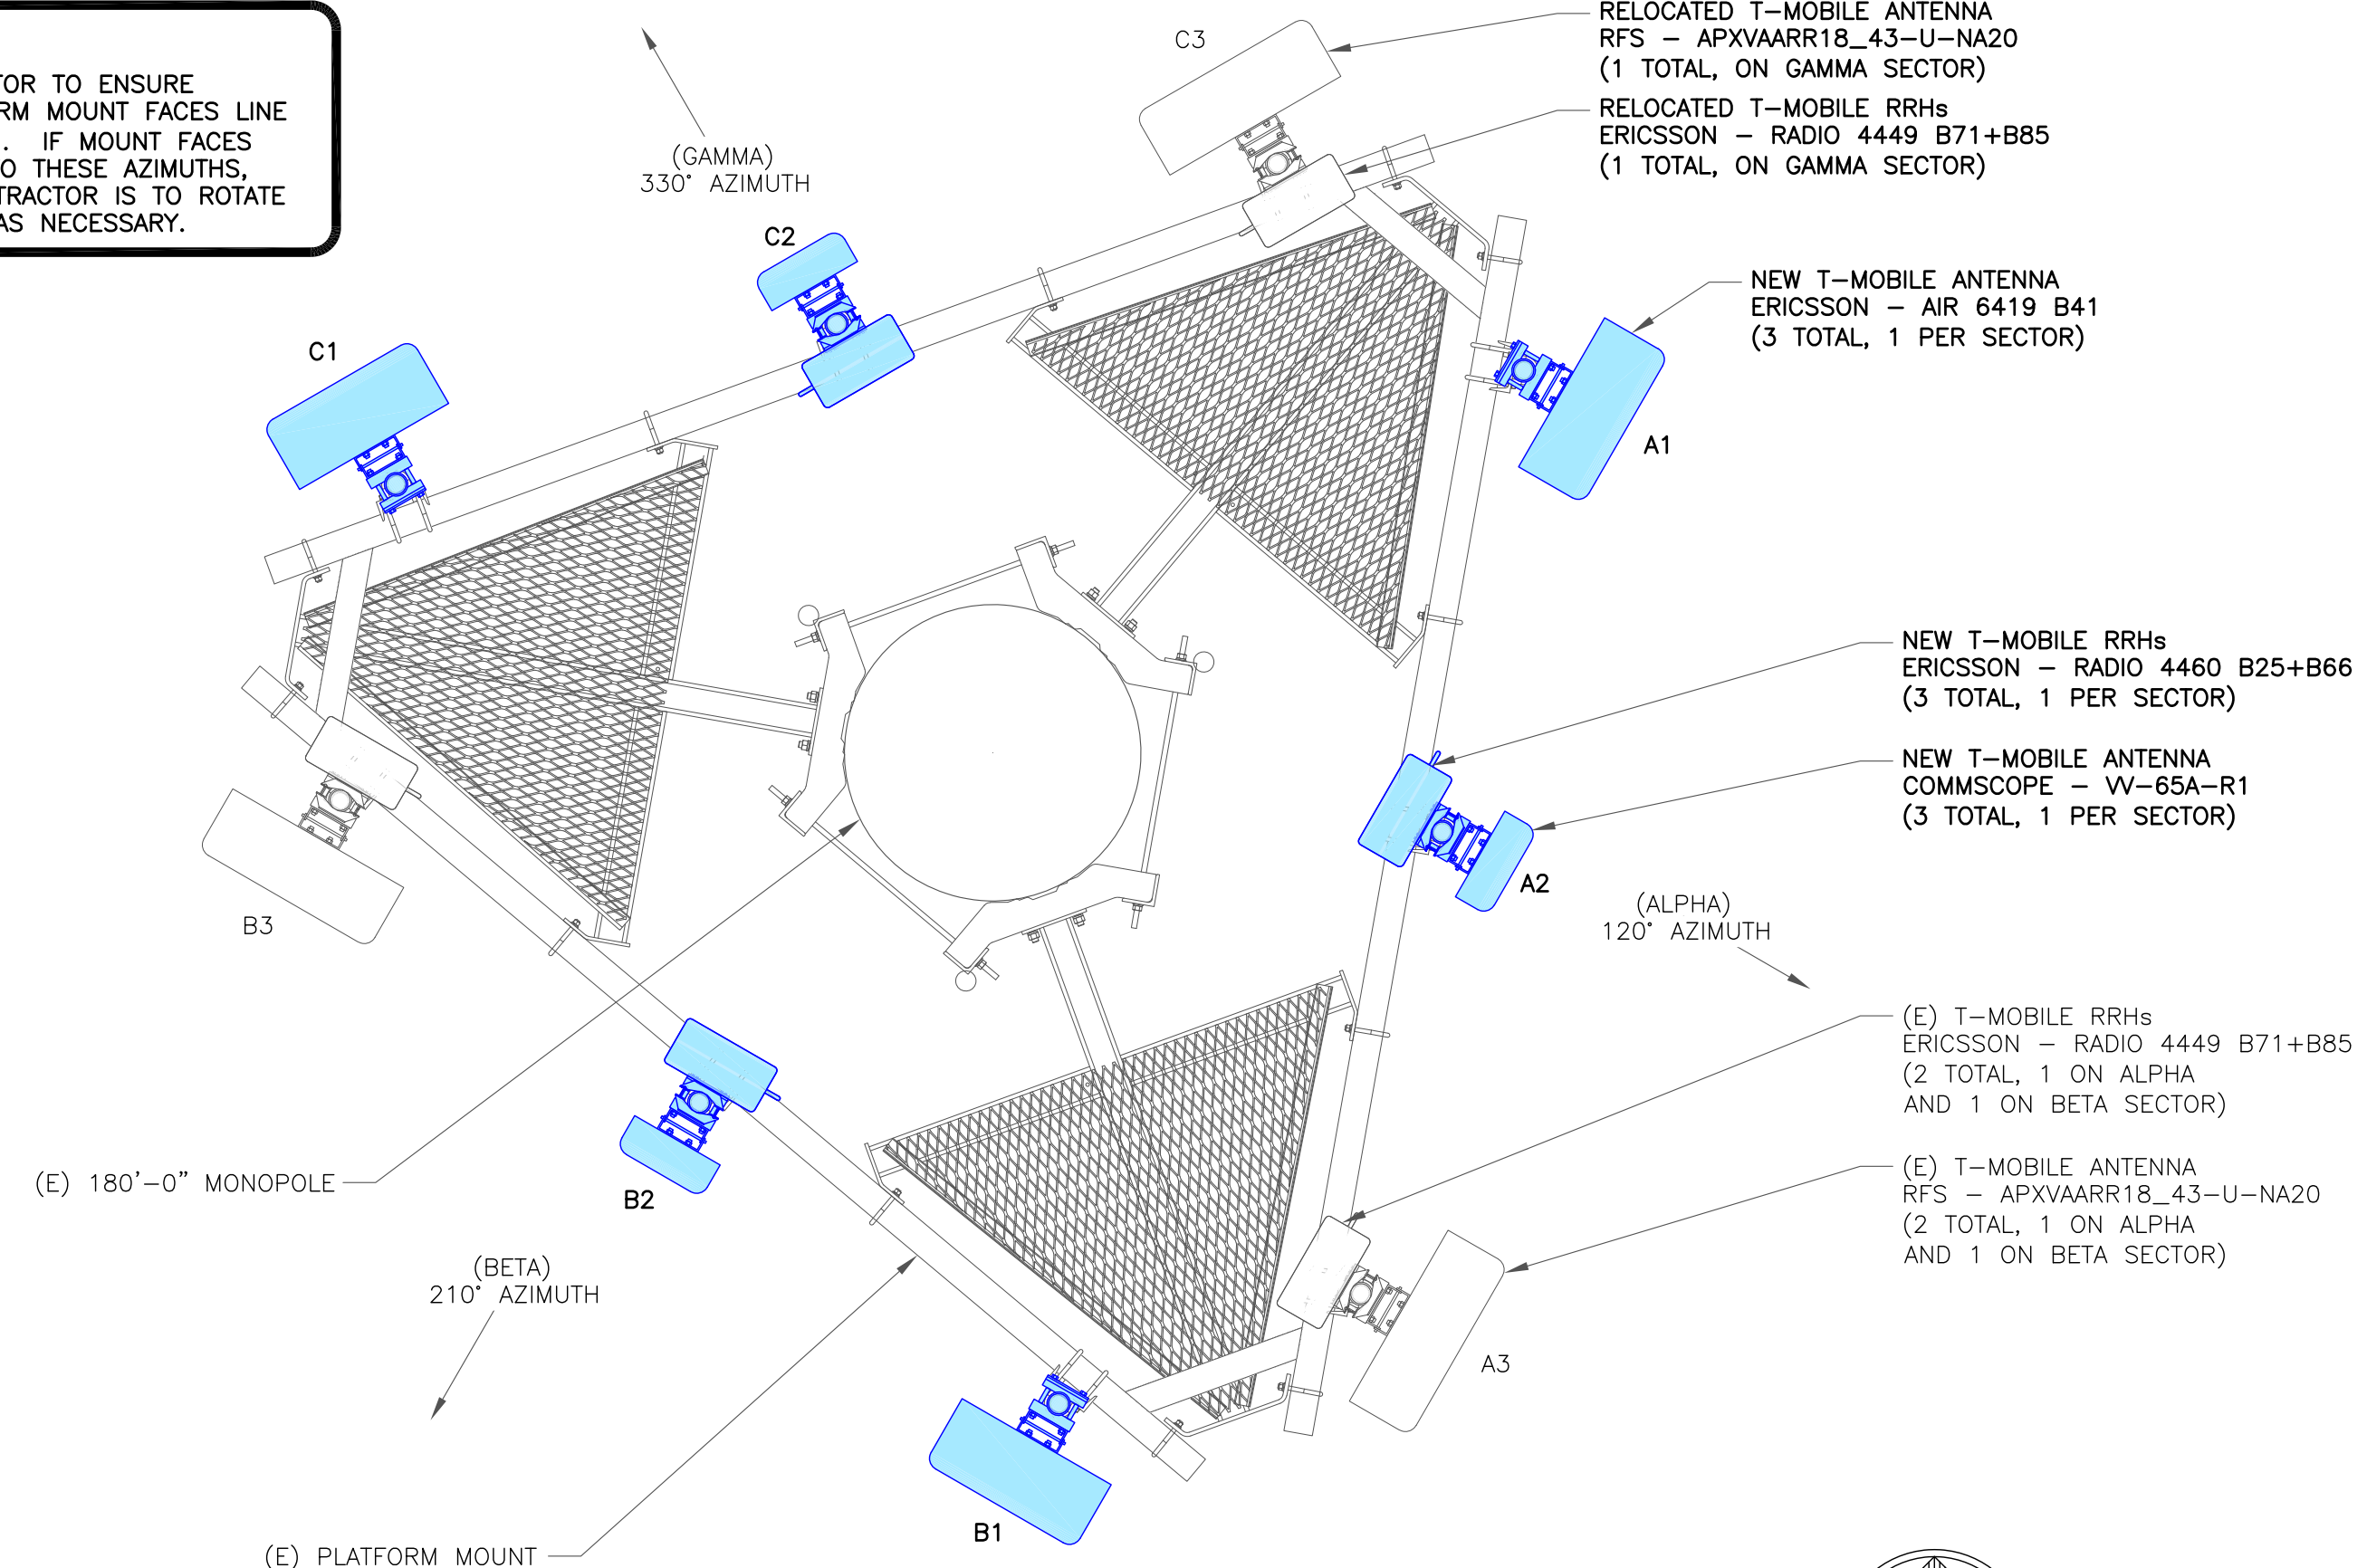 TOR TO ENSURE
RM MOUNT FACES LINE
. IF MOUNT FACES
O THESE AZIMUTHS,
TRACTOR IS TO ROTATE
AS NECESSARY.
(GAMMA)
330° AZIMUTH
C3
RELOCATED T-MOBILE ANTENNA
RFS - APXVAARR18_43-U-NA20
(1 TOTAL, ON GAMMA SECTOR)
RELOCATED T-MOBILE RRHs
ERICSSON - RADIO 4449 B71+B85
(1 TOTAL, ON GAMMA SECTOR)
C2
C1
NEW T-MOBILE ANTENNA
ERICSSON - AIR 6419 B41
(3 TOTAL, 1 PER SECTOR)
A1
NEW T-MOBILE RRHs
ERICSSON - RADIO 4460 B25+B66
(3 TOTAL, 1 PER SECTOR)
NEW T-MOBILE ANTENNA
COMMSCOPE - VV-65A-R1
(3 TOTAL, 1 PER SECTOR)
A2
(ALPHA)
120° AZIMUTH
B3
(E) T-MOBILE RRHs
ERICSSON - RADIO 4449 B71+B85
(2 TOTAL, 1 ON ALPHA
AND 1 ON BETA SECTOR)
(E) T-MOBILE ANTENNA
RFS - APXVAARR18_43-U-NA20
(2 TOTAL, 1 ON ALPHA
AND 1 ON BETA SECTOR)
(E) 180'-0" MONOPOLE
B2
(BETA)
210° AZIMUTH
A3
B1
(E) PLATFORM MOUNT